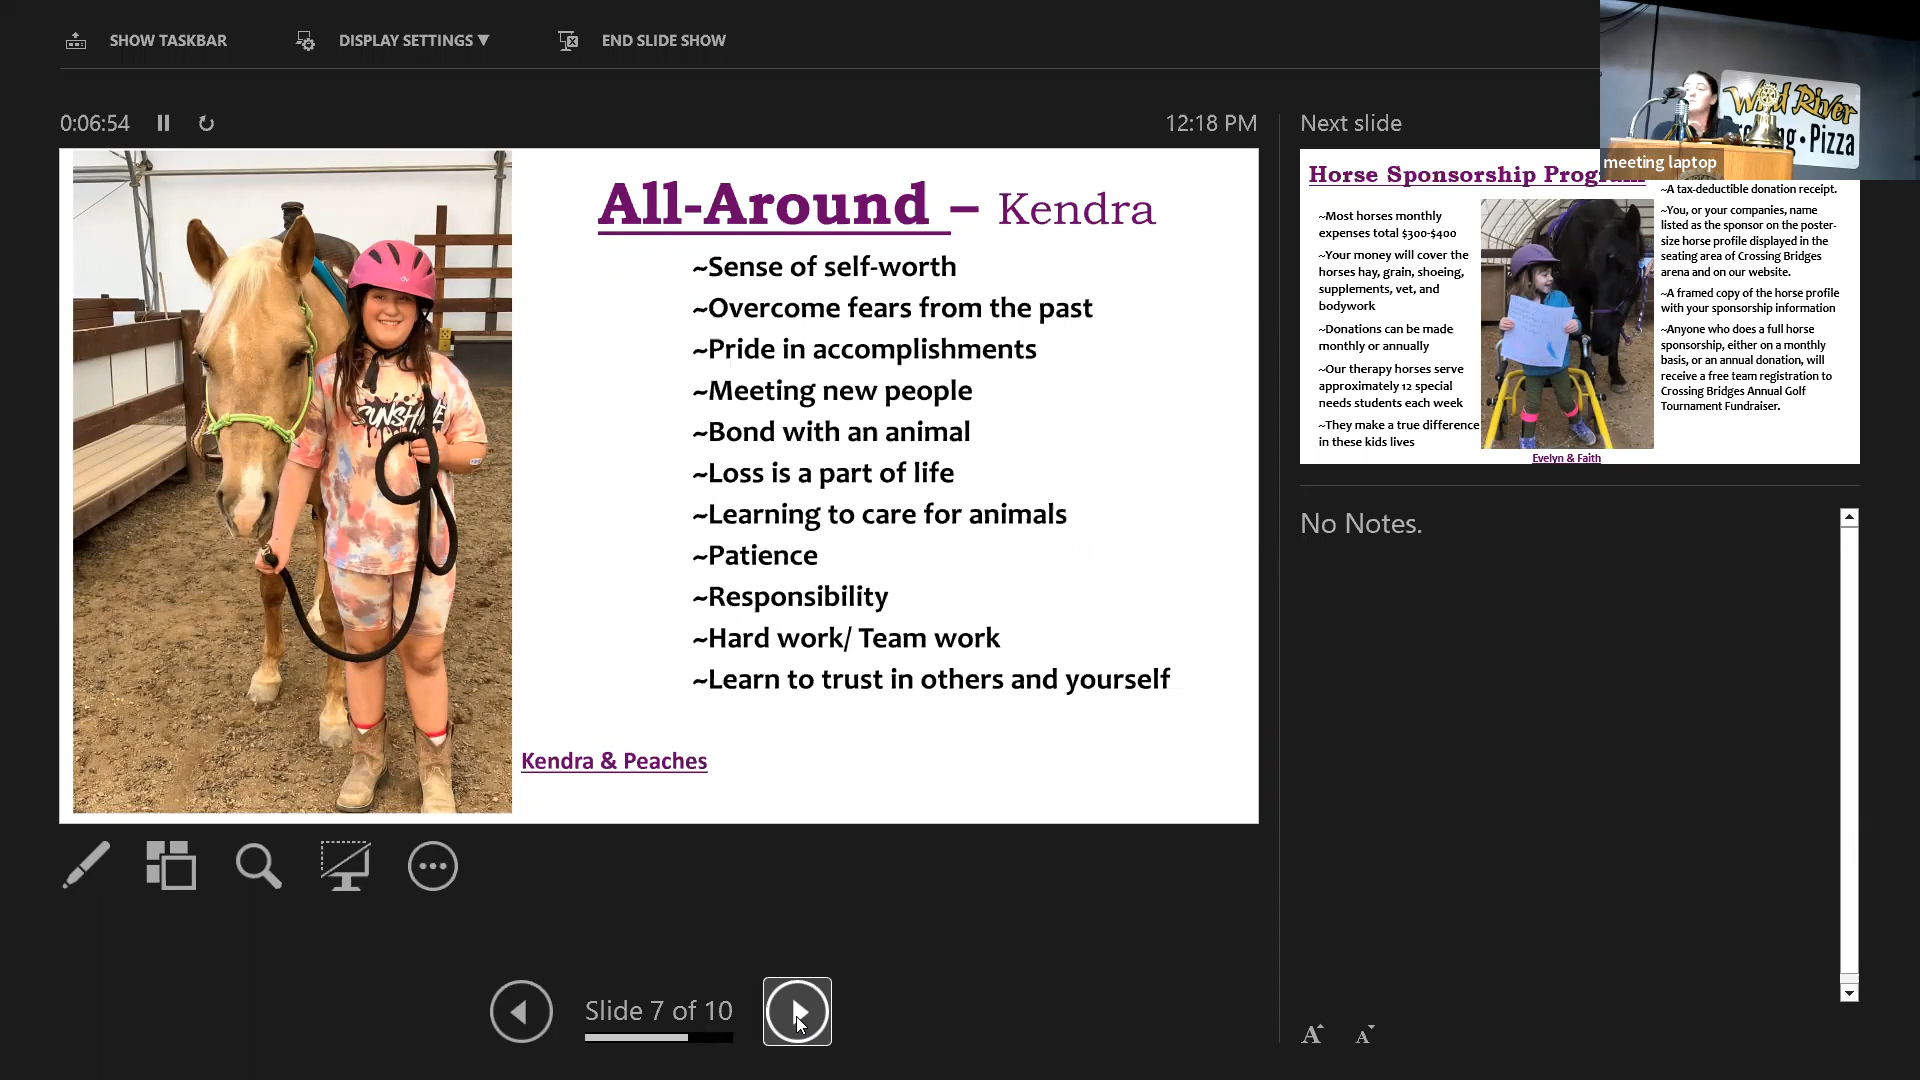 SHOW TASKBAR
DISPLAY SETTINGS ▼
END SLIDE SHOW
0:06:54
12:18 PM
All-Around – Kendra
~Sense of self-worth
~Overcome fears from the past
~Pride in accomplishments
~Meeting new people
~Bond with an animal
~Loss is a part of life
~Learning to care for animals
~Patience
~Responsibility
~Hard work/ Team work
~Learn to trust in others and yourself
Kendra & Peaches
SUNSHINE
Slide 7 of 10
Next slide
Wild River
Pizza
meeting laptop
Horse Sponsorship Program
~Most horses monthly
expenses total $300-$400
~Your money will cover the
horses hay, grain, shoeing,
supplements, vet, and
bodywork
~Donations can be made
monthly or annually
~Our therapy horses serve
approximately 12 special
needs students each week
~They make a true difference
in these kids lives
Evelyn & Faith
~A tax-deductible donation receipt.
~You, or your companies, name
listed as the sponsor on the poster-
size horse profile displayed in the
seating area of Crossing Bridges
arena and on our website.
~A framed copy of the horse profile
with your sponsorship information
~Anyone who does a full horse
sponsorship, either on a monthly
basis, or an annual donation, will
receive a free team registration to
Crossing Bridges Annual Golf
Tournament Fundraiser.
No Notes.
A A